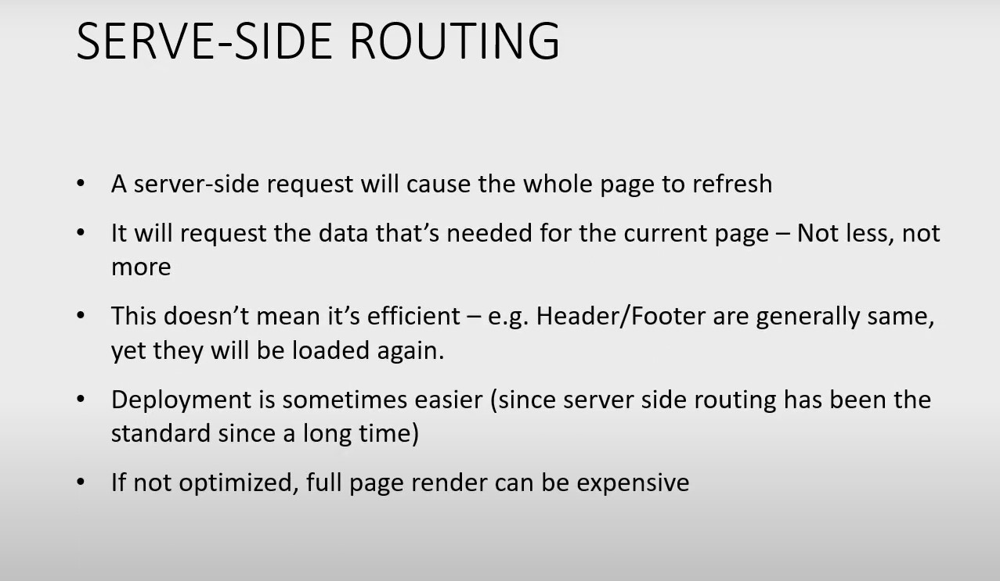 SERVE-SIDE ROUTING
• A server-side request will cause the whole page to refresh
• It will request the data that’s needed for the current page – Not less, not
more
• This doesn’t mean it’s efficient – e.g. Header/Footer are generally same,
yet they will be loaded again.
• Deployment is sometimes easier (since server side routing has been the
standard since a long time)
• If not optimized, full page render can be expensive